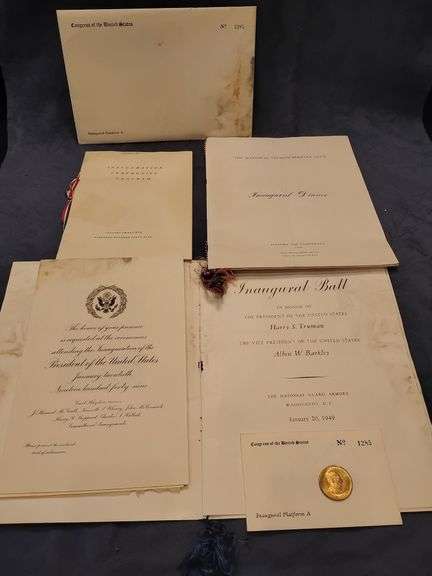 Congress of the United States
Nº 1285
Inaugural Platform A
INAUGURATION
CEREMONIES
PROGRAM
Inaugural Dinner
Inaugural Ball
IN HONOR OF
THE PRESIDENT OF THE UNITED STATES
Harry S. Truman
THE VICE PRESIDENT OF THE UNITED STATES
Alben W. Barkley
THE NATIONAL GUARD ARMORY
WASHINGTON, D.C.
January 20, 1949
The honor of your presence
is requested at the ceremonies
attending the Inauguration of the
President of the United States
January twentieth
Nineteen hundred forty nine
Congress of the United States
Nº 1285
Inaugural Platform A